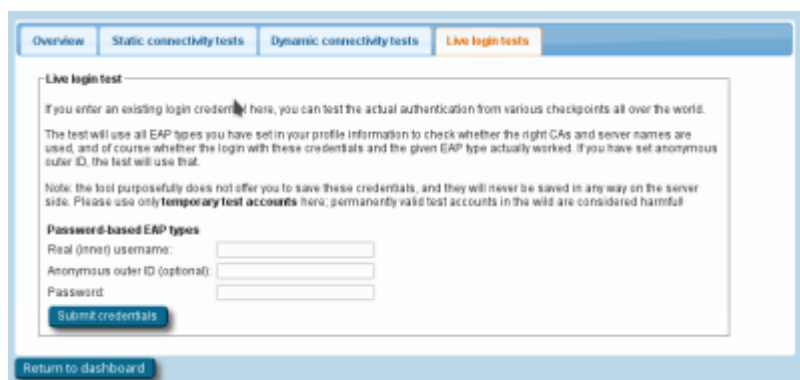 Overview Static connectivity tests Dynamic connectivity tests Live login tests
Live login test
If you enter an existing login credential here, you can test the actual authentication from various checkpoints all over the world.
The test will use all EAP types you have set in your profile information to check whether the right CAs and server names are
used, and of course whether the login with these credentials and the given EAP type actually worked. If you have set anonymous
outer ID, the test will use that.
Note: the tool purposefully does not offer you to save these credentials, and they will never be saved in any way on the server
side. Please use only temporary test accounts here; permanently valid test accounts in the wild are considered harmful!
Password-based EAP types
Real (inner) username:
Anonymous outer ID (optional):
Password:
Submit credentials
Return to dashboard